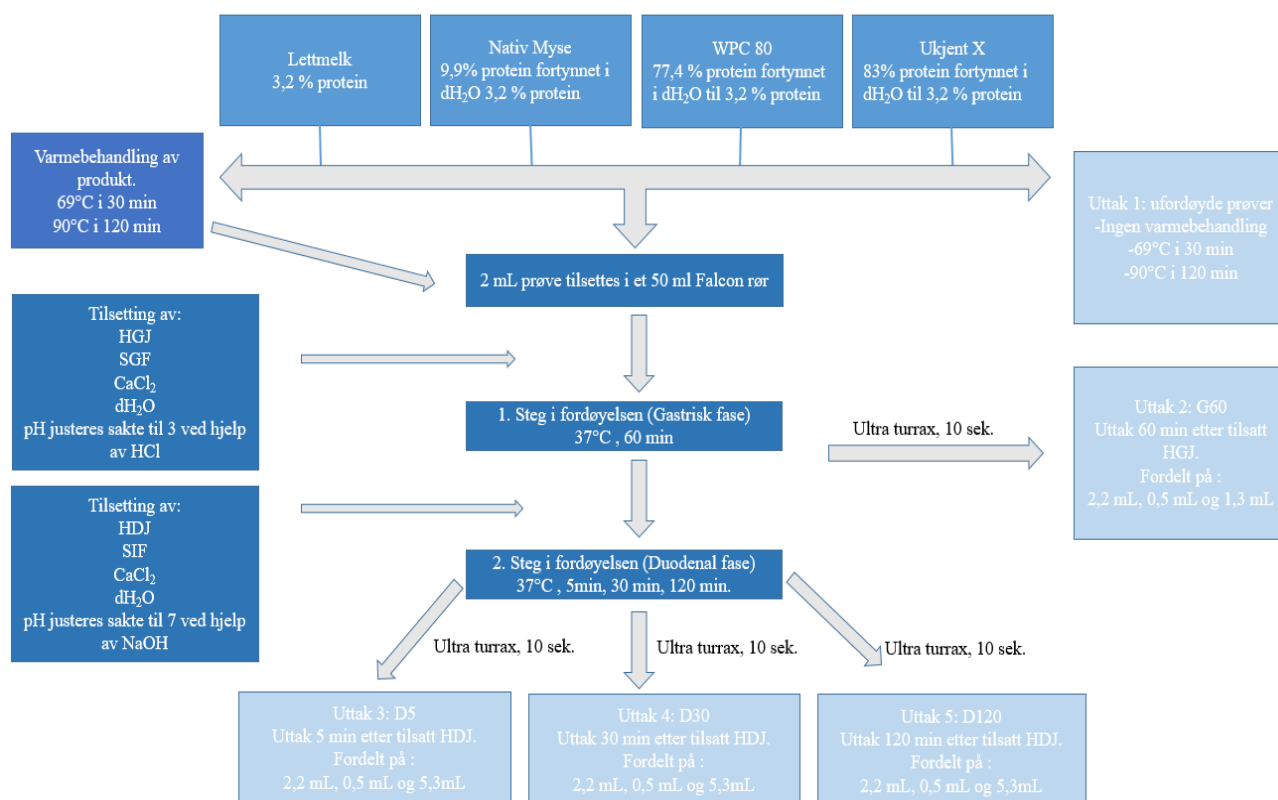 Lettmelk
3,2 % protein
Nativ Myse
9,9% protein fortynnet i
dH₂O 3,2 % protein
WPC 80
77,4 % protein fortynnet
i dH₂O til 3,2 % protein
Ukjent X
83% protein fortynnet i
dH₂O til 3,2 % protein
Varmebehandling av
produkt.
69°C i 30 min
90°C i 120 min
Uttak 1: ufordøyde prøver
-Ingen varmebehandling
-69°C i 30 min
-90°C i 120 min
2 mL prøve tilsettes i et 50 ml Falcon rør
Tilsetting av:
HGJ
SGF
CaCl₂
dH₂O
pH justeres sakte til 3 ved hjelp
av HCl
1. Steg i fordøyelsen (Gastrisk fase)
37°C , 60 min
Ultra turrax, 10 sek.
Uttak 2: G60
Uttak 60 min etter tilsatt
HGJ.
Fordelt på :
2,2 mL, 0,5 mL og 1,3 mL
Tilsetting av:
HDJ
SIF
CaCl₂
dH₂O
pH justeres sakte til 7 ved hjelp
av NaOH
2. Steg i fordøyelsen (Duodenal fase)
37°C , 5min, 30 min, 120 min.
Ultra turrax, 10 sek.
Ultra turrax, 10 sek.
Ultra turrax, 10 sek.
Uttak 3: D5
Uttak 5 min etter tilsatt HDJ.
Fordelt på :
2,2 mL, 0,5 mL og 5,3mL
Uttak 4: D30
Uttak 30 min etter tilsatt HDJ.
Fordelt på :
2,2 mL, 0,5 mL og 5,3mL
Uttak 5: D120
Uttak 120 min etter tilsatt HDJ.
Fordelt på :
2,2 mL, 0,5 mL og 5,3mL